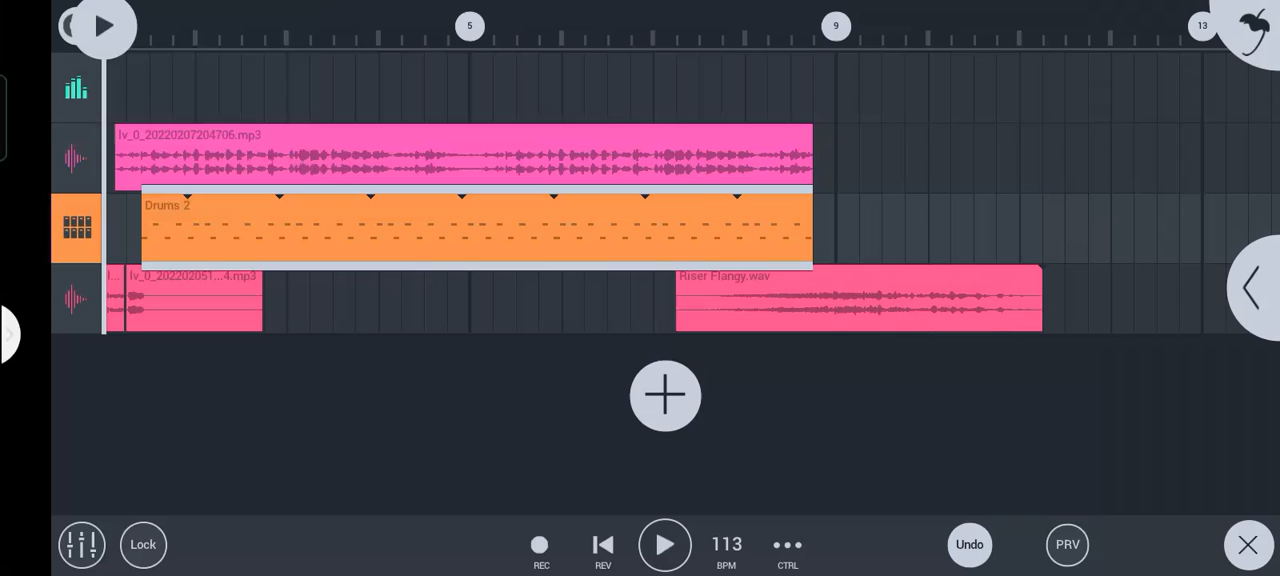 5
9
13
lv_0_20220207204706.mp3
Drums 2
l...
lv_0_202202051...4.mp3
Riser Flangy.wav
Lock
REC
REV
113
BPM
CTRL
Undo
PRV